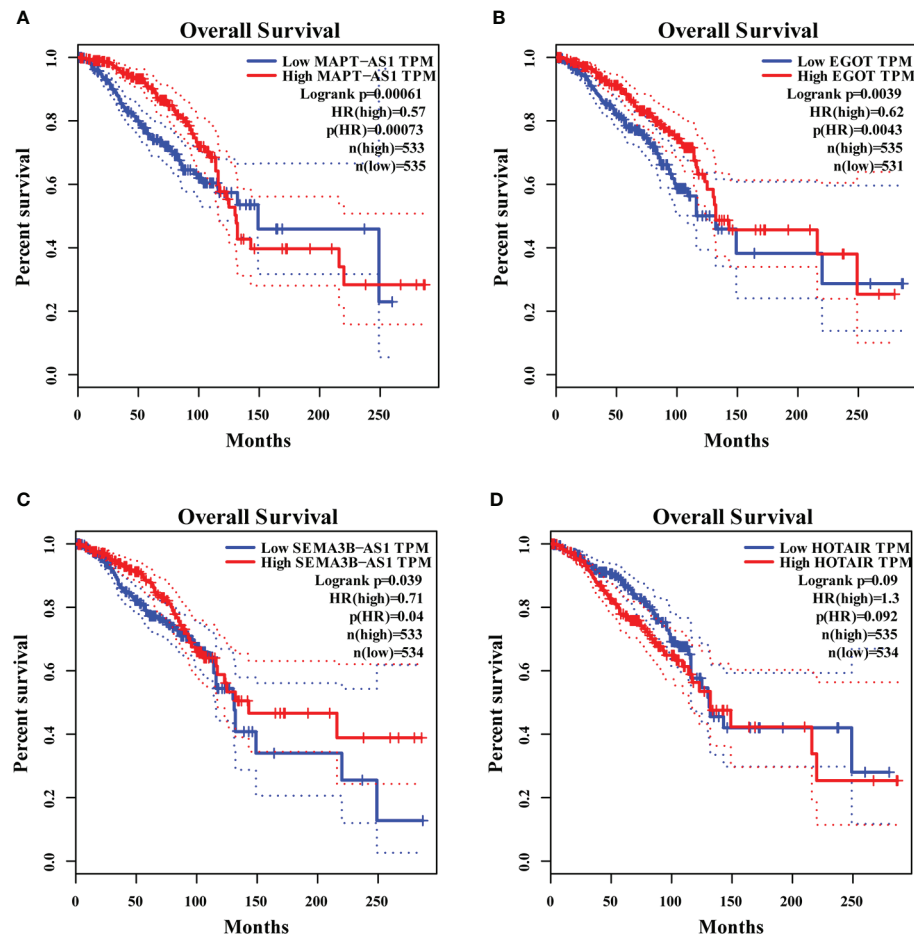 A
Overall Survival
Low MAPT−AS1 TPM
High MAPT−AS1 TPM
Logrank p=0.00061
HR(high)=0.57
p(HR)=0.00073
n(high)=533
n(low)=535
Percent survival
0.0 0.2 0.4 0.6 0.8 1.0
0 50 100 150 200 250
Months
B
Overall Survival
Low EGOT TPM
High EGOT TPM
Logrank p=0.0039
HR(high)=0.62
p(HR)=0.0043
n(high)=535
n(low)=531
Percent survival
0.0 0.2 0.4 0.6 0.8 1.0
0 50 100 150 200 250
Months
C
Overall Survival
Low SEMA3B−AS1 TPM
High SEMA3B−AS1 TPM
Logrank p=0.039
HR(high)=0.71
p(HR)=0.04
n(high)=533
n(low)=534
Percent survival
0.0 0.2 0.4 0.6 0.8 1.0
0 50 100 150 200 250
Months
D
Overall Survival
Low HOTAIR TPM
High HOTAIR TPM
Logrank p=0.09
HR(high)=1.3
p(HR)=0.092
n(high)=535
n(low)=534
Percent survival
0.0 0.2 0.4 0.6 0.8 1.0
0 50 100 150 200 250
Months